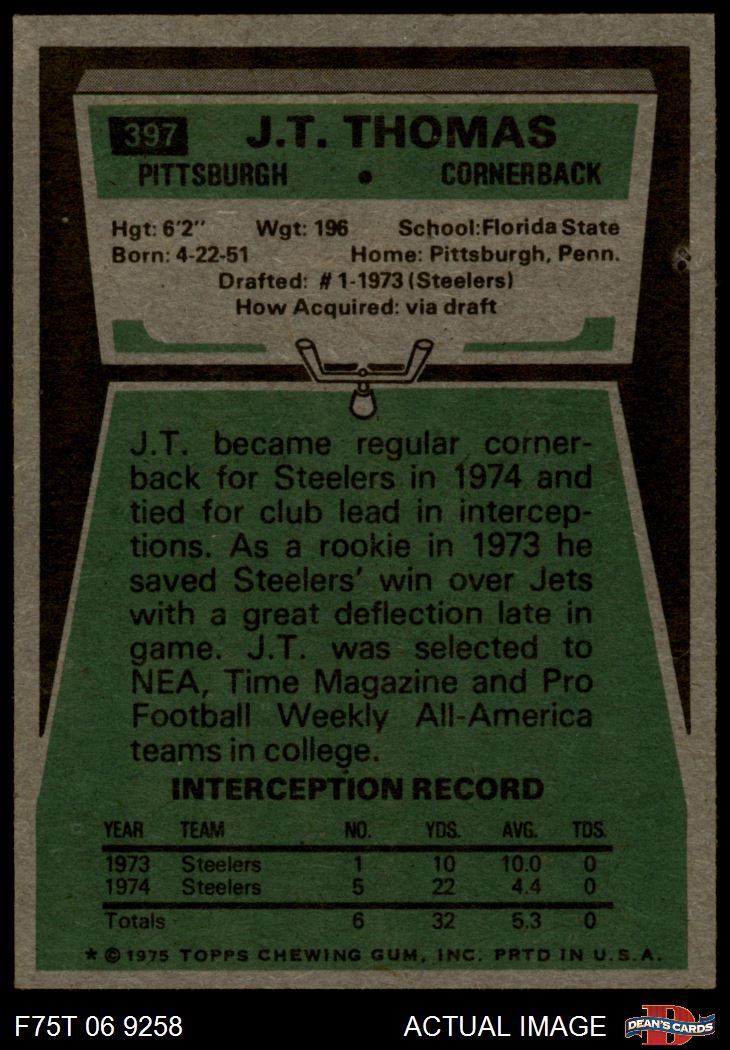 397 J.T. THOMAS
PITTSBURGH • CORNERBACK
Hgt: 6'2" Wgt: 196 School: Florida State
Born: 4-22-51 Home: Pittsburgh, Penn.
Drafted: #1-1973 (Steelers)
How Acquired: via draft
J.T. became regular corner-
back for Steelers in 1974 and
tied for club lead in intercep-
tions. As a rookie in 1973 he
saved Steelers' win over Jets
with a great deflection late in
game. J.T. was selected to
NEA, Time Magazine and Pro
Football Weekly All-America
teams in college.
INTERCEPTION RECORD
YEAR TEAM NO. YDS. AVG. TDS.
1973 Steelers 1 10 10.0 0
1974 Steelers 5 22 4.4 0
Totals 6 32 5.3 0
* © 1975 TOPPS CHEWING GUM, INC. PRTD IN U.S.A.
F75T 06 9258 ACTUAL IMAGE D DEAN'S CARDS